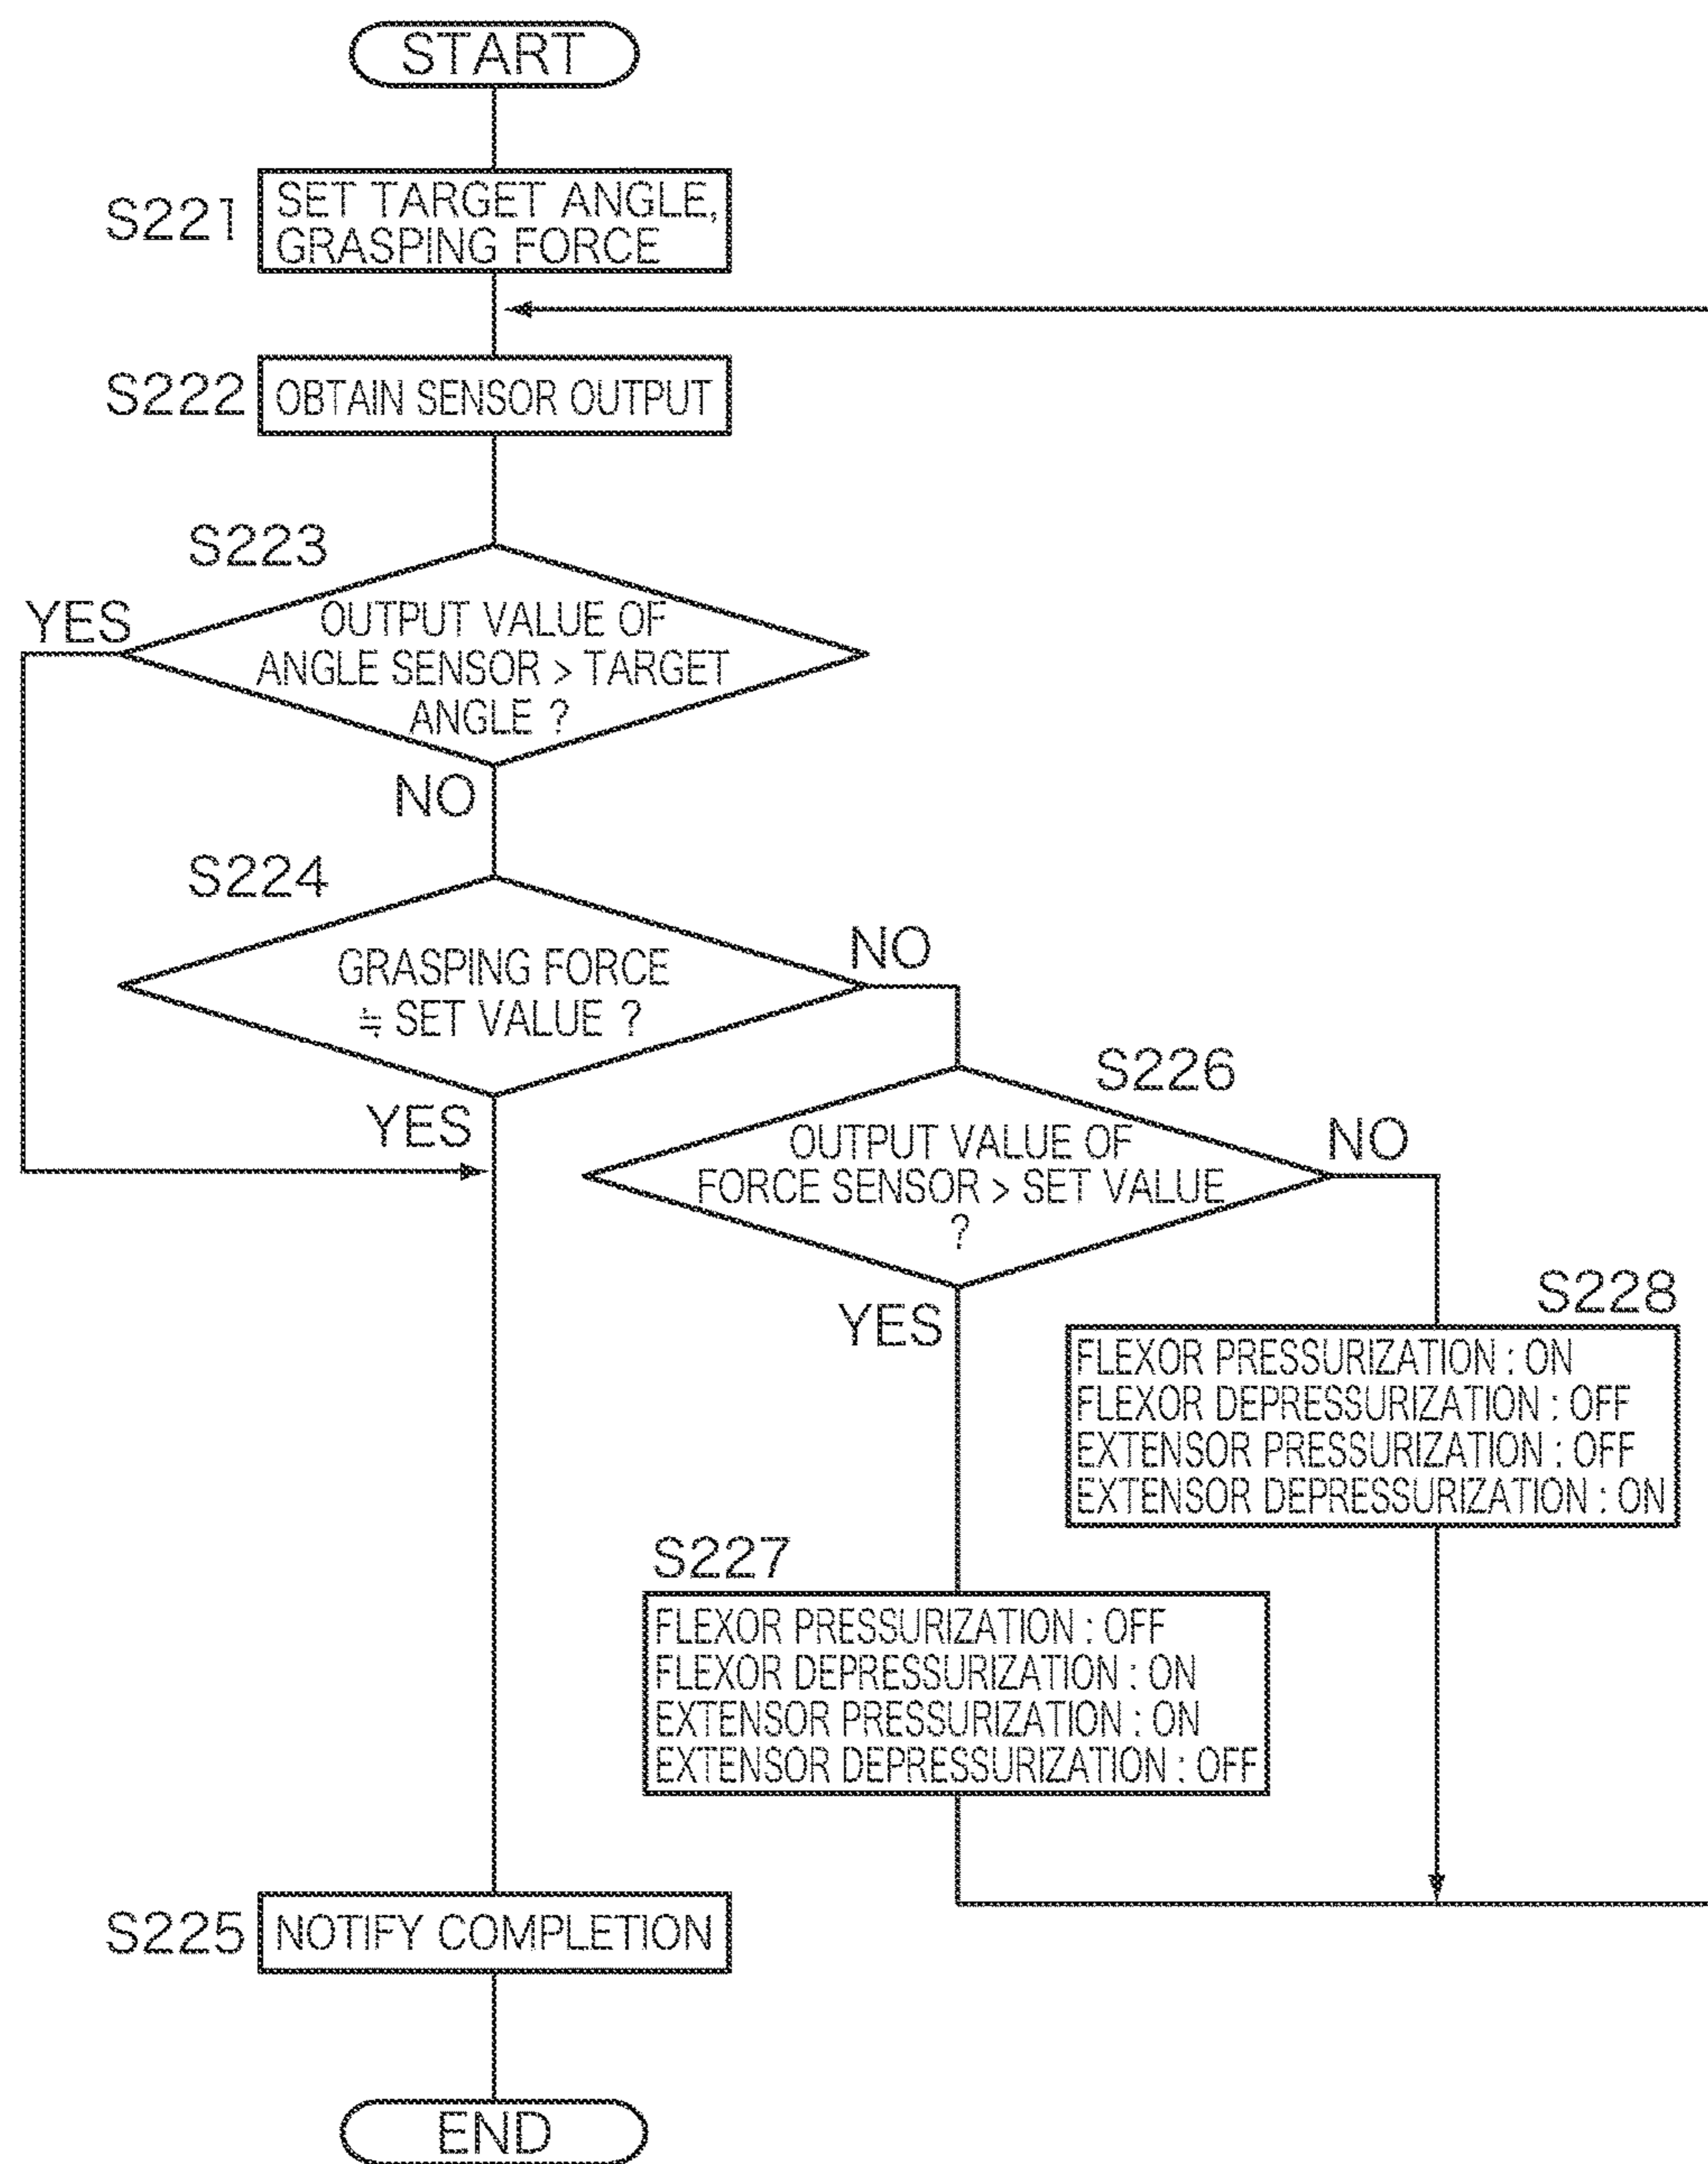 START
S221
SET TARGET ANGLE,
GRASPING FORCE
S222
OBTAIN SENSOR OUTPUT
S223
YES
OUTPUT VALUE OF
ANGLE SENSOR > TARGET
ANGLE ?
NO
S224
GRASPING FORCE
≒ SET VALUE ?
NO
YES
S226
OUTPUT VALUE OF
FORCE SENSOR > SET VALUE
?
NO
YES
S228
FLEXOR PRESSURIZATION : ON
FLEXOR DEPRESSURIZATION : OFF
EXTENSOR PRESSURIZATION : OFF
EXTENSOR DEPRESSURIZATION : ON
S227
FLEXOR PRESSURIZATION : OFF
FLEXOR DEPRESSURIZATION : ON
EXTENSOR PRESSURIZATION : ON
EXTENSOR DEPRESSURIZATION : OFF
S225
NOTIFY COMPLETION
END